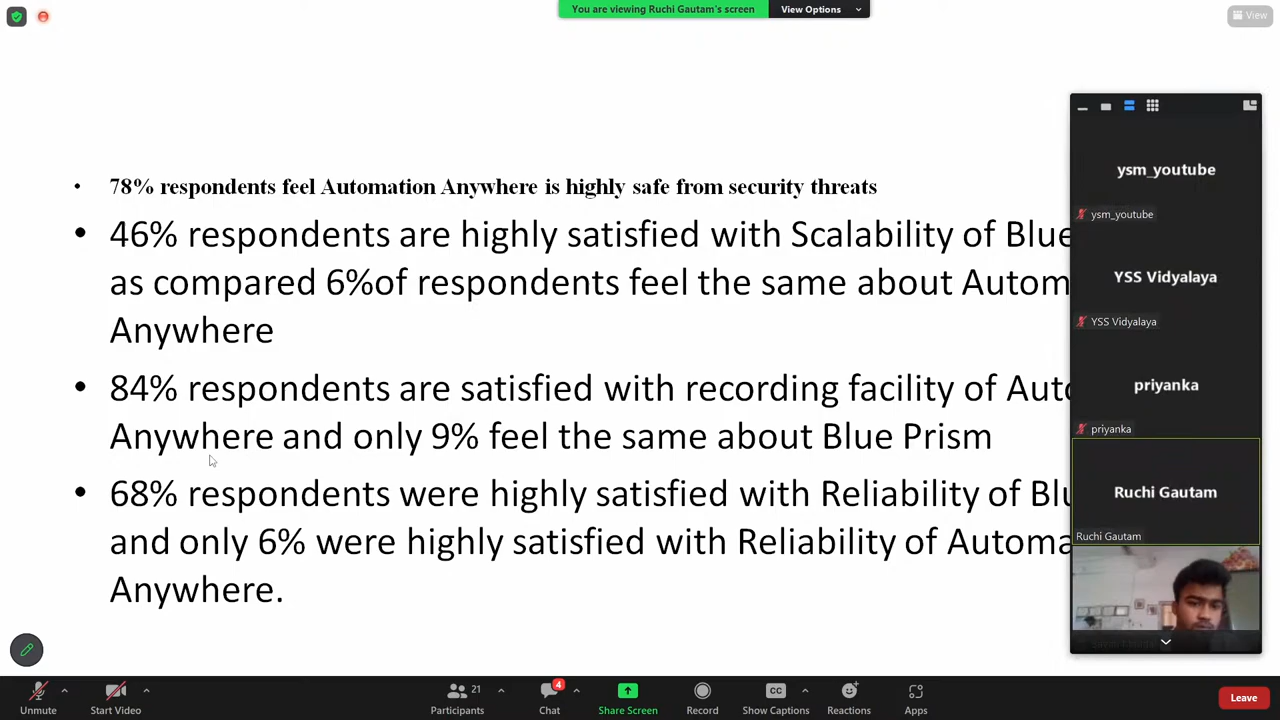 You are viewing Ruchi Gautam's screen
View Options
View
• 78% respondents feel Automation Anywhere is highly safe from security threats
• 46% respondents are highly satisfied with Scalability of Blue
as compared 6%of respondents feel the same about Autom
Anywhere
• 84% respondents are satisfied with recording facility of Auto
Anywhere and only 9% feel the same about Blue Prism
• 68% respondents were highly satisfied with Reliability of Blu
and only 6% were highly satisfied with Reliability of Automa
Anywhere.
ysm_youtube
ysm_youtube
YSS Vidyalaya
YSS Vidyalaya
priyanka
priyanka
Ruchi Gautam
Ruchi Gautam
Unmute
Start Video
21
Participants
4
Chat
Share Screen
Record
CC
Show Captions
Reactions
Apps
Leave